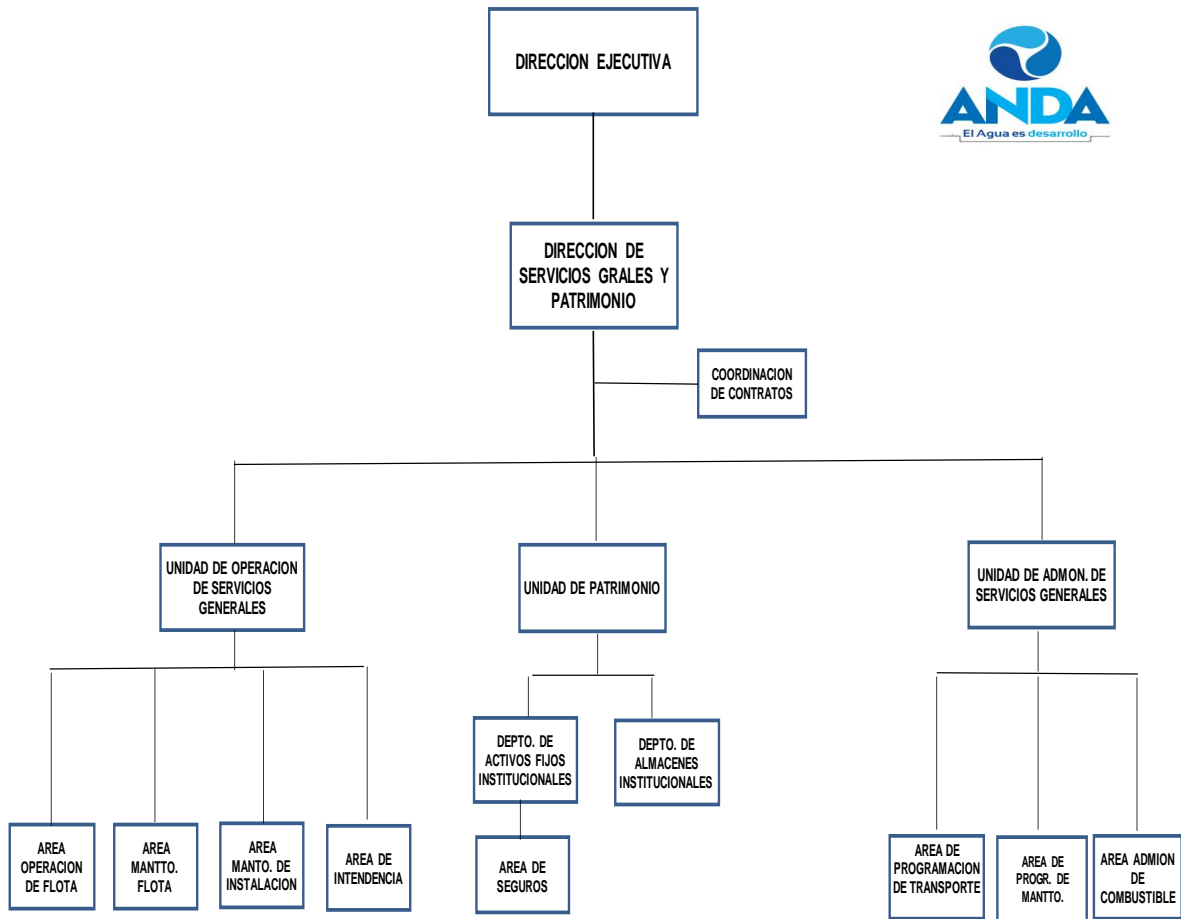 DIRECCION EJECUTIVA
ANDA
El Agua es desarrollo
DIRECCION DE
SERVICIOS GRALES Y
PATRIMONIO
COORDINACION
DE CONTRATOS
UNIDAD DE OPERACION
DE SERVICIOS
GENERALES
UNIDAD DE PATRIMONIO
UNIDAD DE ADMON. DE
SERVICIOS GENERALES
DEPTO. DE
ACTIVOS FIJOS
INSTITUCIONALES
DEPTO. DE
ALMACENES
INSTITUCIONALES
AREA
OPERACION
DE FLOTA
AREA
MANTTO.
FLOTA
AREA
MANTO. DE
INSTALACION
AREA DE
INTENDENCIA
AREA DE
SEGUROS
AREA DE
PROGRAMACION
DE TRANSPORTE
AREA DE
PROGR. DE
MANTTO.
AREA ADMION
DE
COMBUSTIBLE